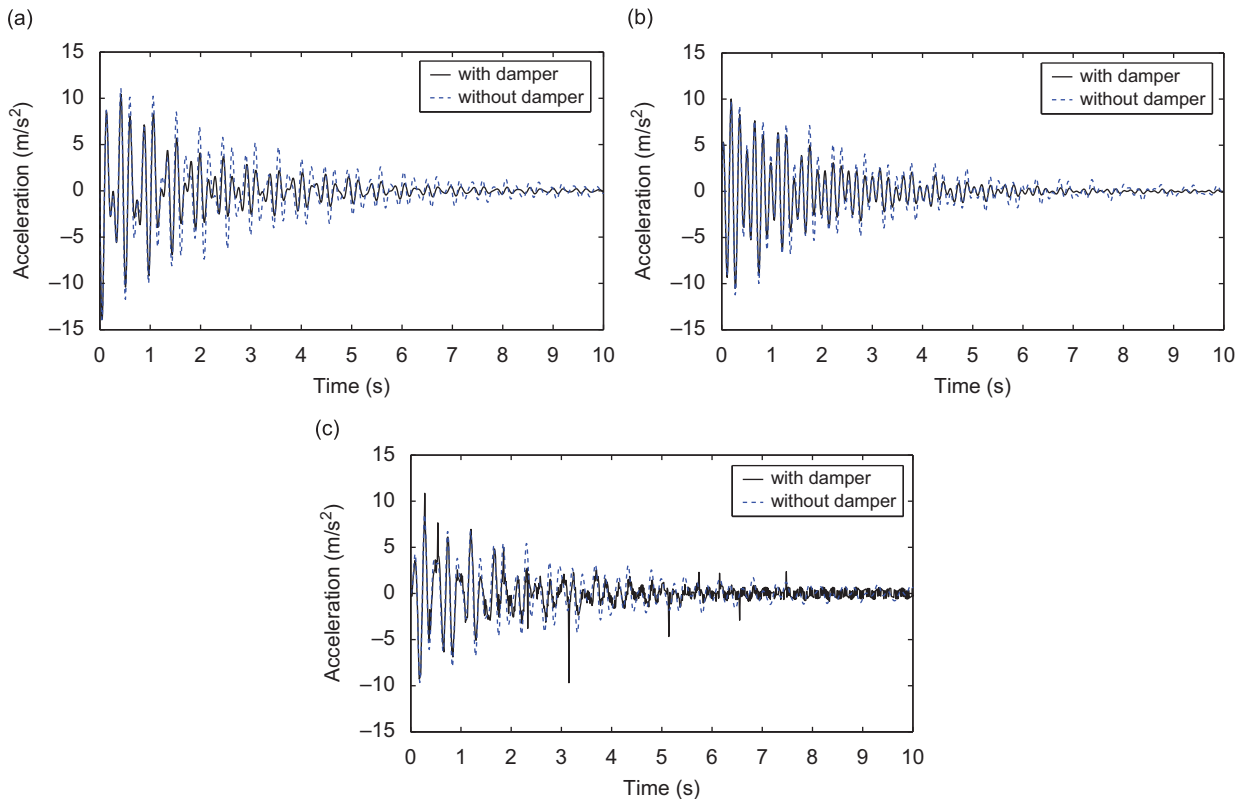 (a)
15
10
5
0
−5
−10
−15
Acceleration (m/s²)
with damper
without damper
0 1 2 3 4 5 6 7 8 9 10
Time (s)
(b)
15
10
5
0
−5
−10
−15
Acceleration (m/s²)
with damper
without damper
0 1 2 3 4 5 6 7 8 9 10
Time (s)
(c)
15
10
5
0
−5
−10
−15
Acceleration (m/s²)
with damper
without damper
0 1 2 3 4 5 6 7 8 9 10
Time (s)